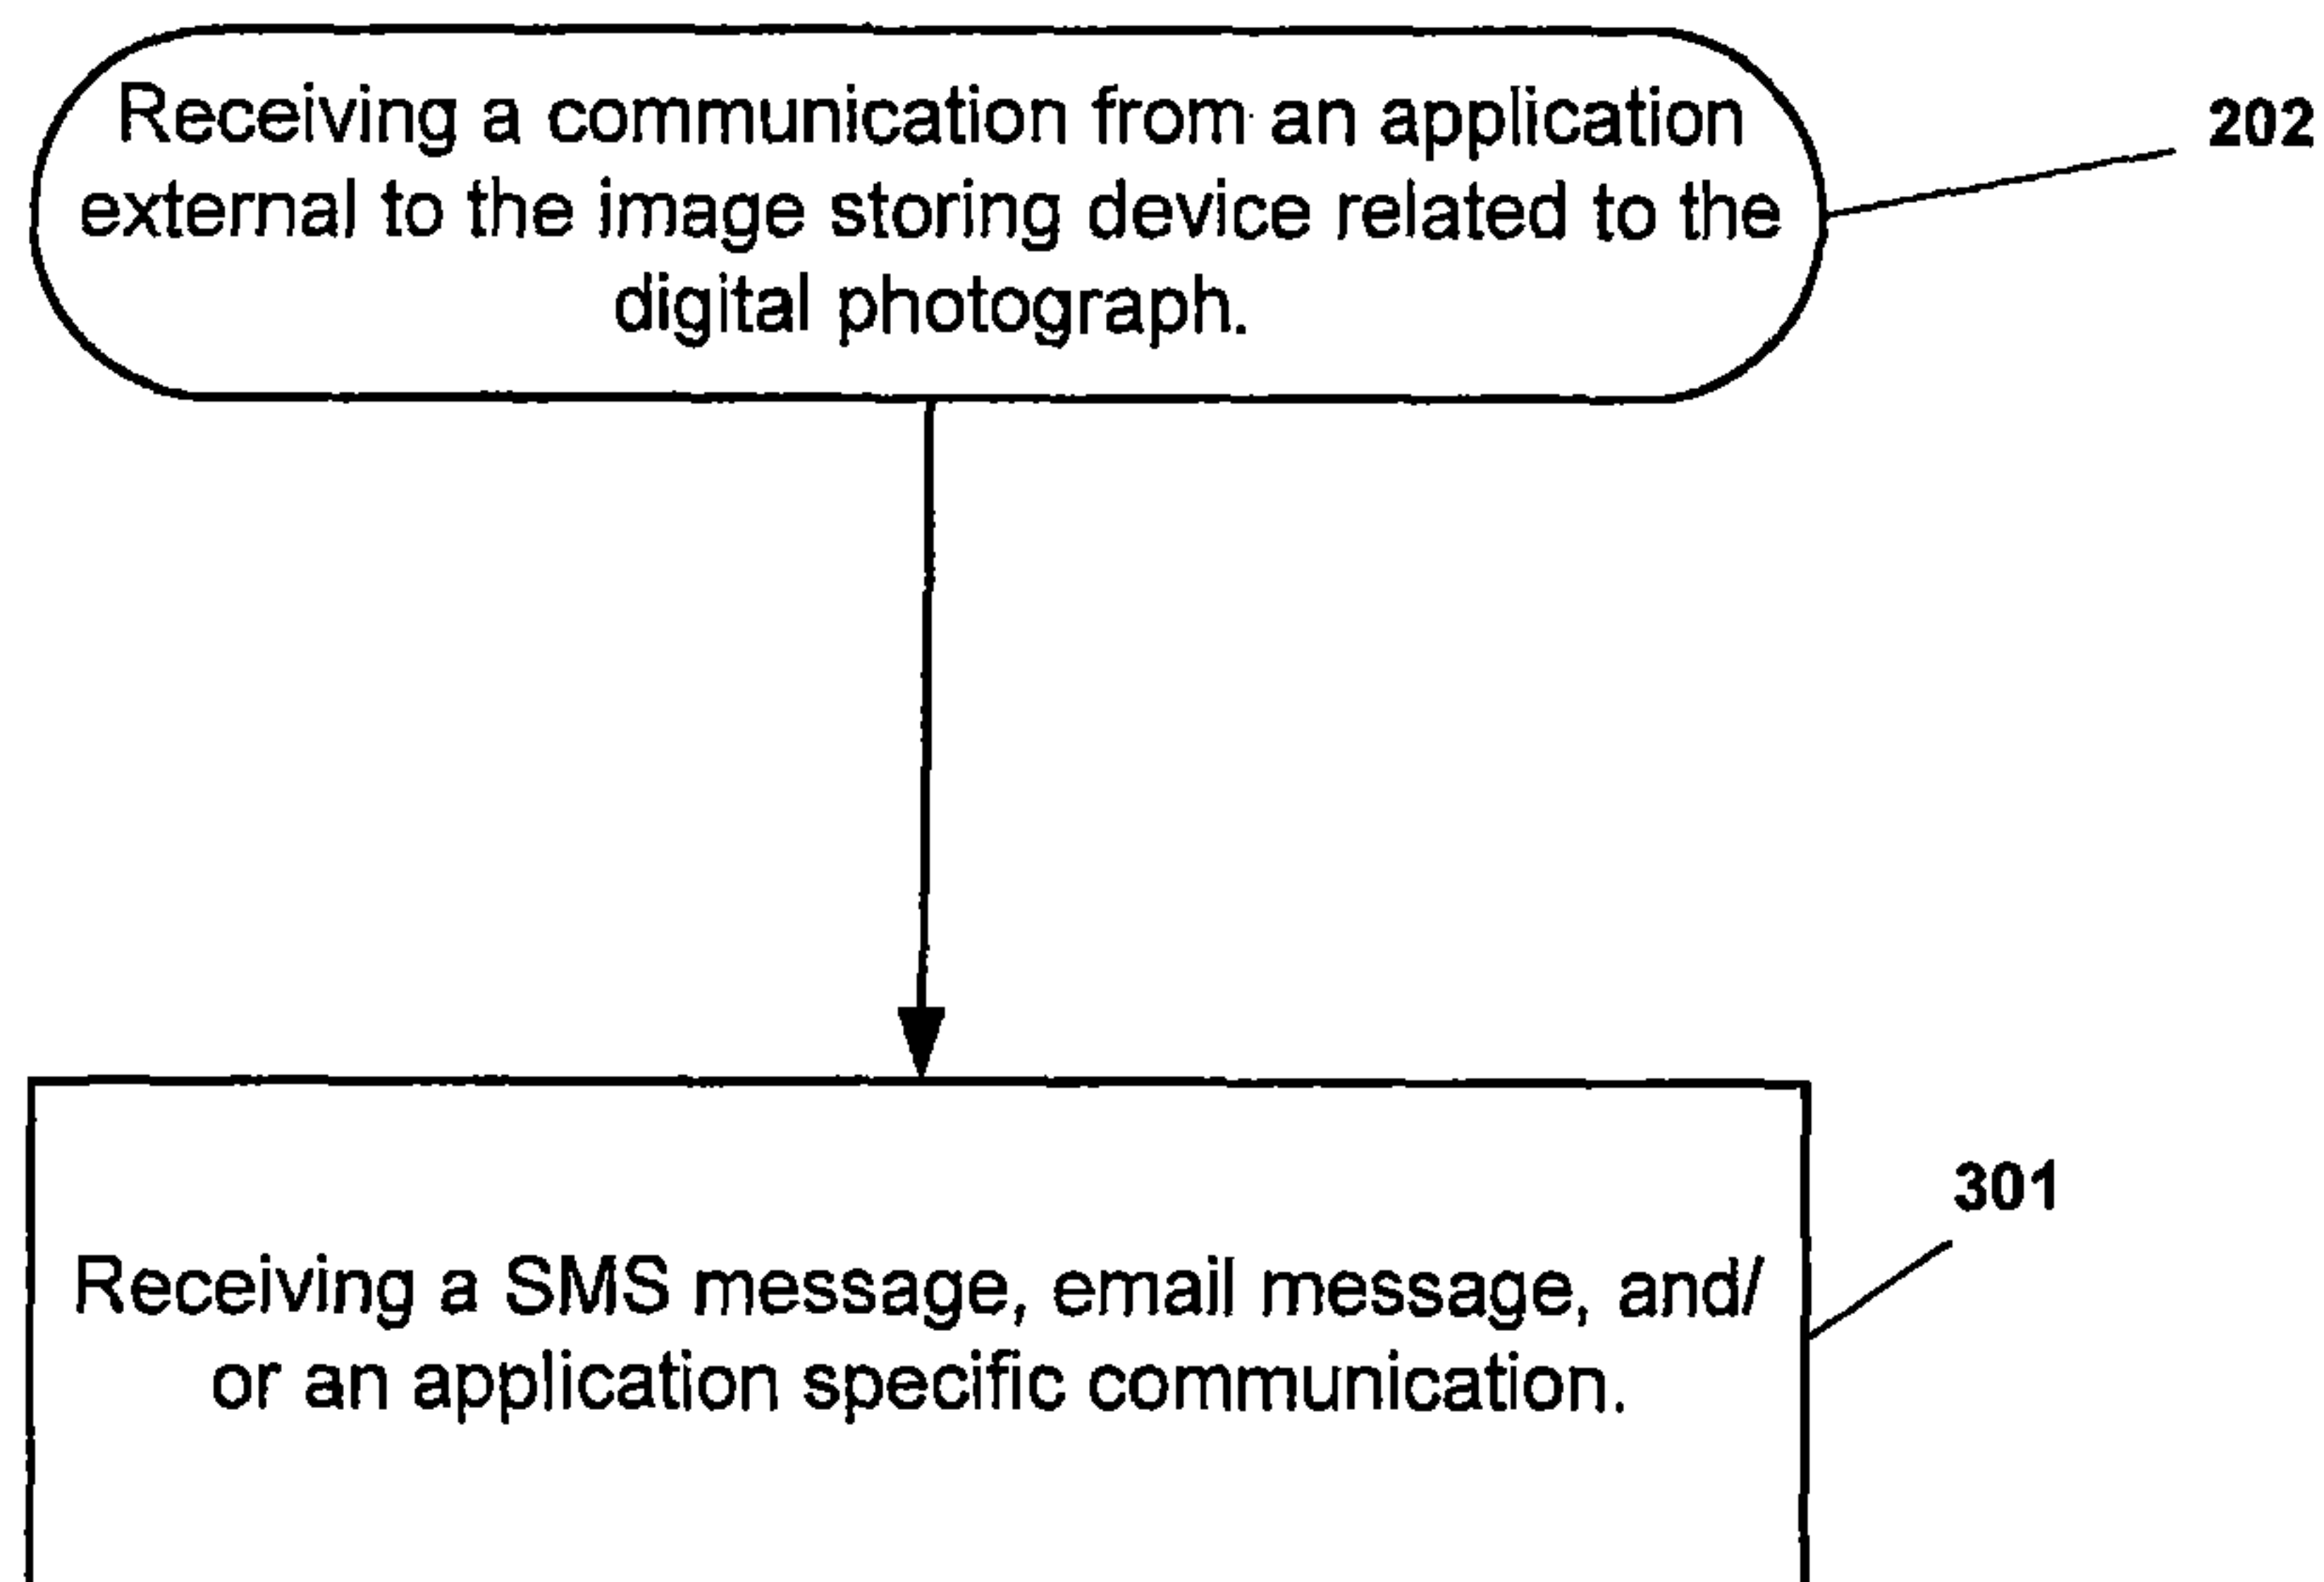 Receiving a communication from an application
external to the image storing device related to the
digital photograph.
202
301
Receiving a SMS message, email message, and/
or an application specific communication.